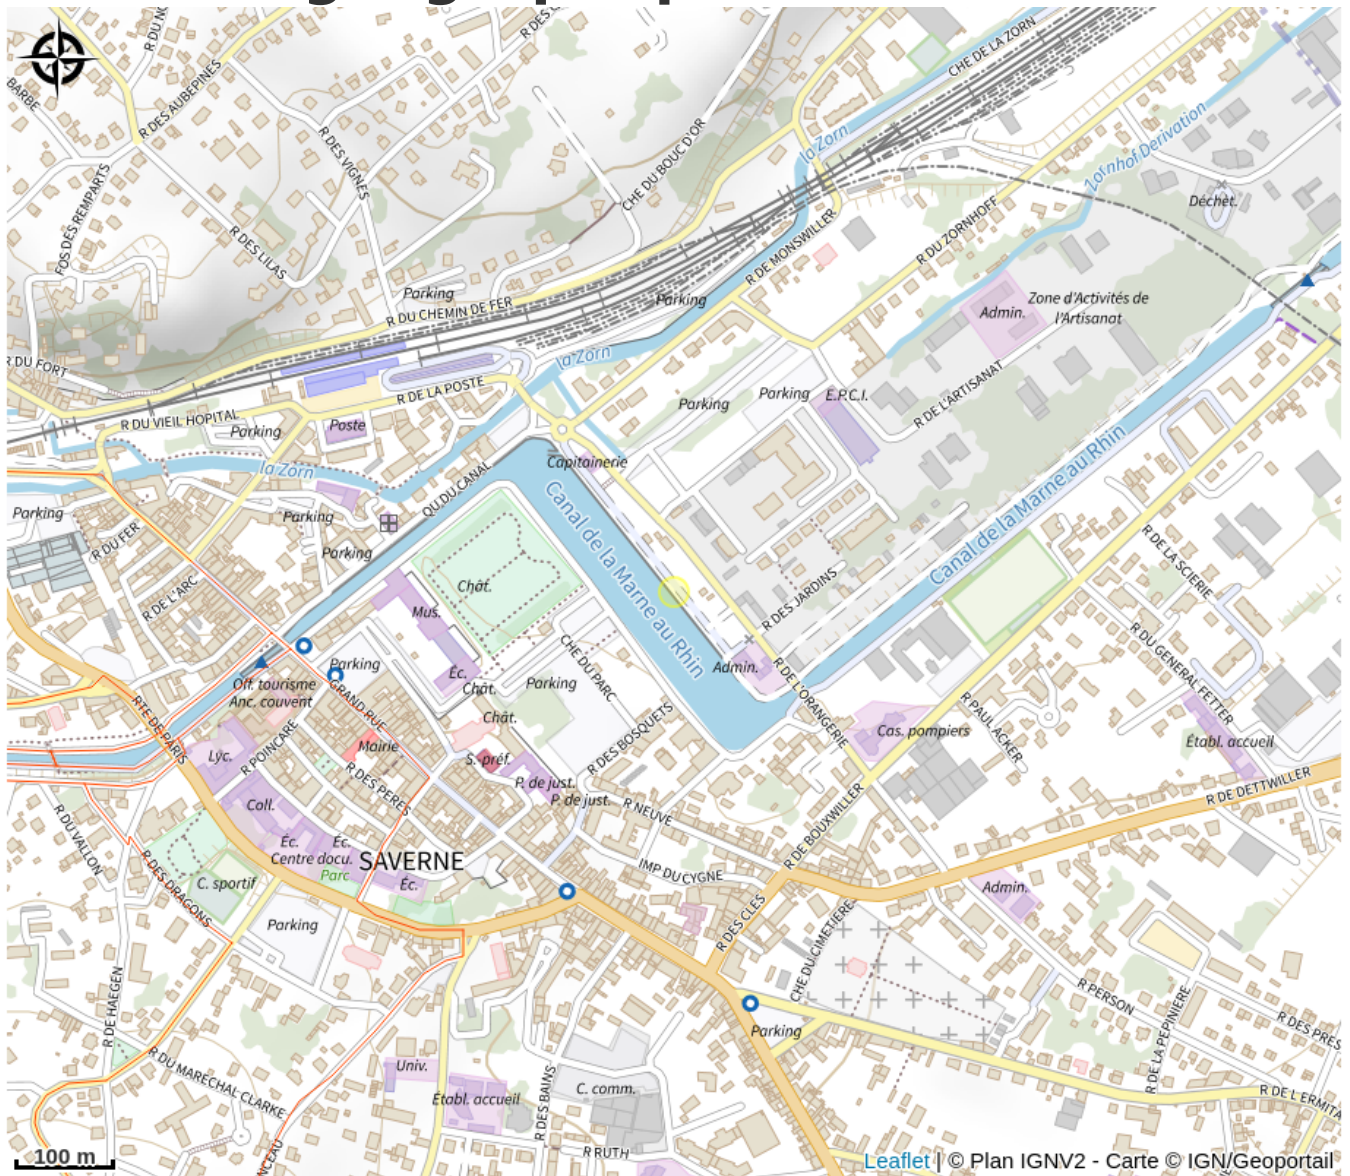 R DES AUBEPINES
BARBE
R DES VIGNES
CHE DE LA ZORN
la Zorn
Zornhof Derivation
CHE DU BOUC D'OR
FOS DES REMPARTS
R DES LILAS
Déchèt.
R DU ZORNHOFF
R DE MONSWILLER
Parking
R DU CHEMIN DE FER
Parking
Admin.
Zone d'Activités de
l'Artisanat
R DU FORT
la Zorn
R DE LA POSTE
R DE L'ARTISANAT
Parking
E.P.C.I.
Parking
R DU VIEIL HOPITAL
Parking
Poste
la Zorn
QU DU CANAL
Capitainerie
Canal de la Marne au Rhin
Canal de la Marne au Rhin
Parking
Parking
R DU FER
Parking
R DE L'ARC
Chât.
Mus.
R DES JARDINS
R DE LA SCIERIE
R DU GENERAL FETTER
Parking
Éc.
Chât.
Parking
CHE DU PARC
Admin.
R DE L'ORANGERIE
Off. tourisme
Anc. couvent
GRAND RUE
Chât.
R DES BOSQUETS
R PAUL ACKER
Cas. pompiers
Établ. accueil
RTE DE PARIS
Lyc.
R POINCARE
Mairie
S.-préf.
P. de just.
P. de just.
R DES PERES
R NEUVE
R DE BOUXWILLER
R DE DETTWILLER
Coll.
R DU VALLON
Éc.
Éc.
Centre docu.
Parc
Éc.
SAVERNE
IMP DU CYGNE
R DES DRAGONS
C. sportif
Parking
R DES CLES
CHE DU CIMETIERE
Admin.
R DE HAEGEN
R PERSON
R DE LA PEPINIERE
R DES PRES
Parking
R DU MARECHAL CLARKE
Univ.
Établ. accueil
R DES BAINS
C. comm.
R DE L'ERMITA
R RUTH
NCEAU
100 m
Leaflet | © Plan IGNV2 - Carte © IGN/Geoportail